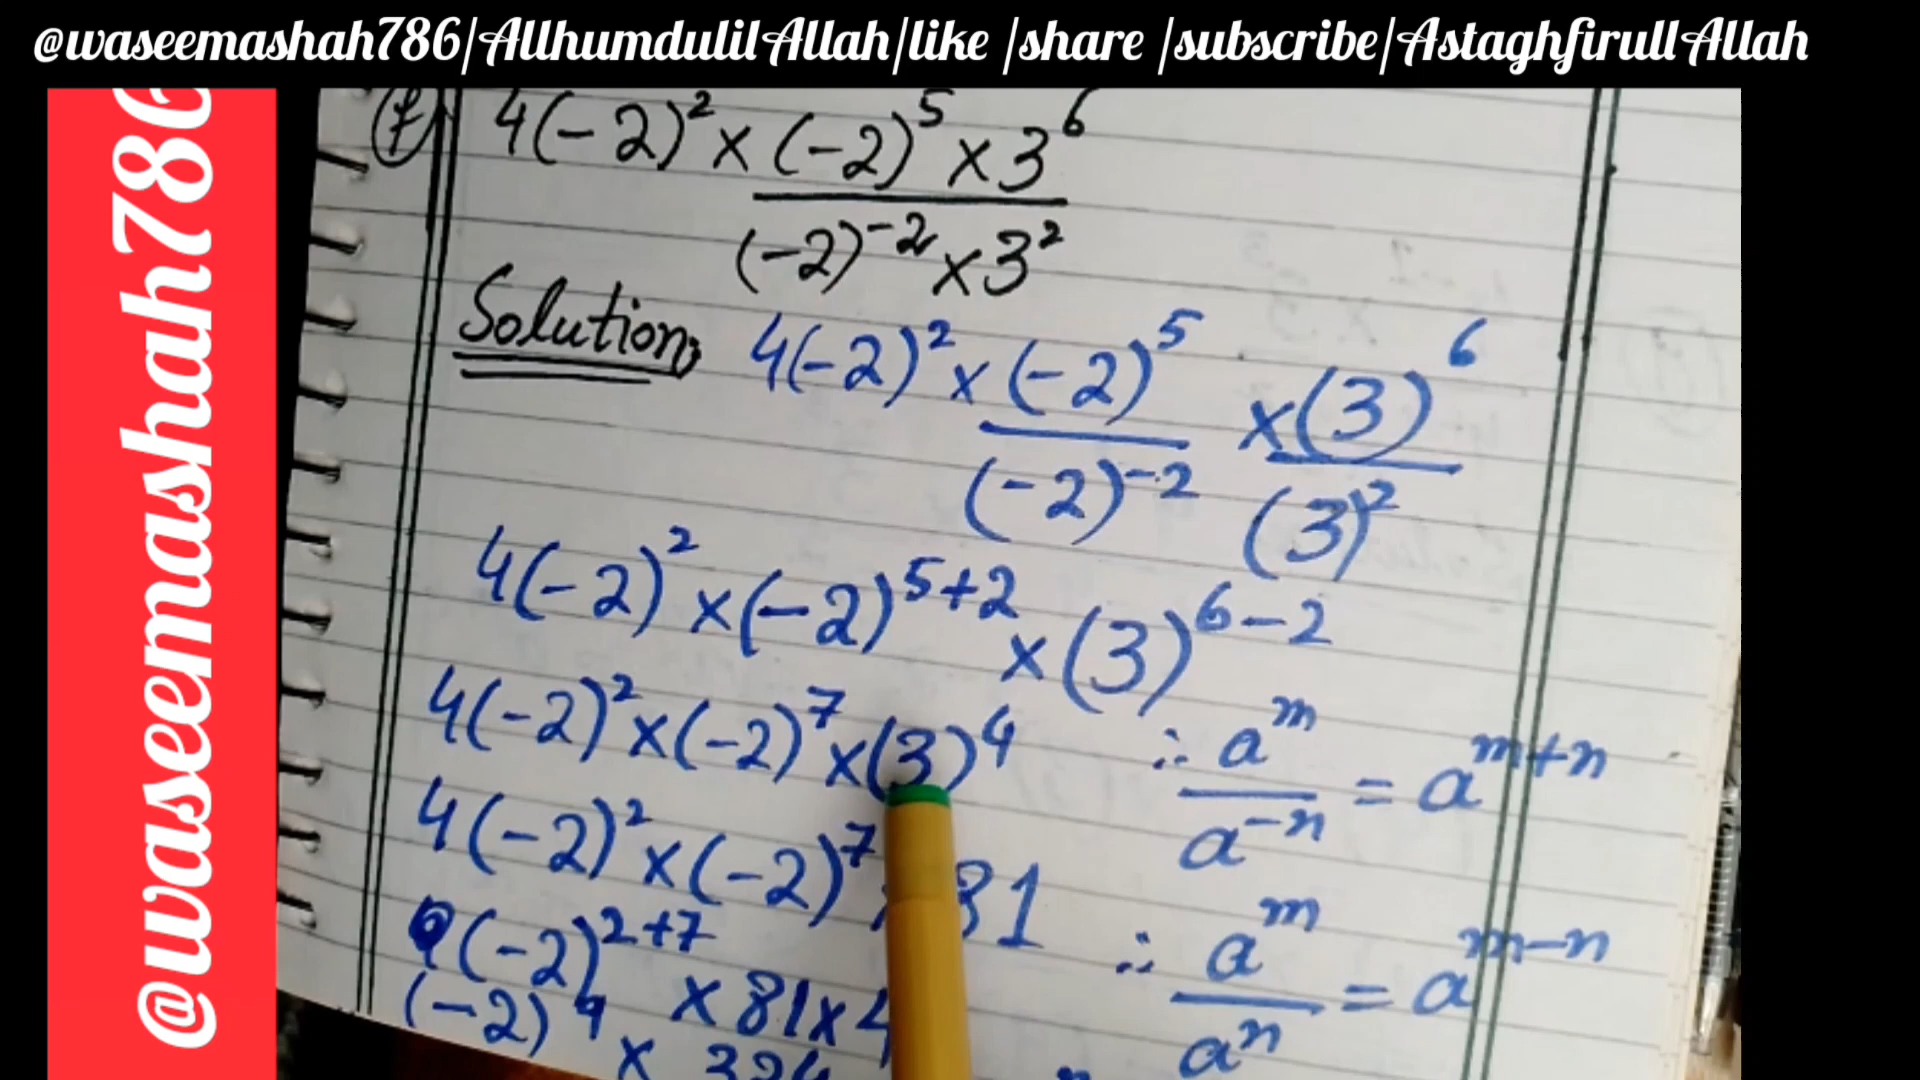 @waseemashah786/AllhumdulilAllah/like /share /subscribe/AstaghfirullAllah
@waseemashah786
(7) 4(-2)² × (-2)⁵ × 3⁶
(-2)⁻² × 3²
Solution, 4(-2)² × (-2)⁵ × (3)⁶
(-2)⁻² (3)²
4(-2)² × (-2)⁵⁺² × (3)⁶⁻²
4(-2)² × (-2)⁷ × (3)⁴
∴ aᵐ/a⁻ⁿ = aᵐ⁺ⁿ
4(-2)² × (-2)⁷ 81
(-2)²⁺⁷ × 81 × 4
∴ aᵐ/aⁿ = aᵐ⁻ⁿ
(-2)⁹ × 324